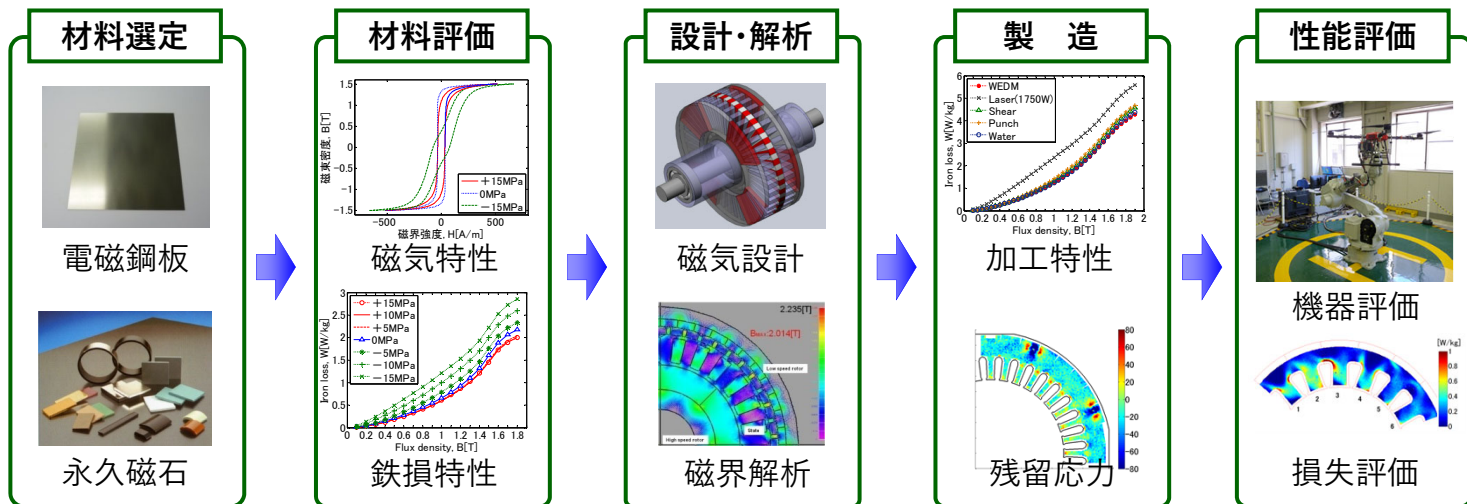 材料選定
電磁鋼板
永久磁石
材料評価
1.5
1
0.5
0
−0.5
−1
−1.5
磁束密度, B[T]
＋15MPa
0MPa
−15MPa
−500
0
500
磁界強度, H[A/m]
磁気特性
3
2.5
2
1.5
1
0.5
0
Iron loss, W[W/kg]
＋15MPa
＋10MPa
＋5MPa
0MPa
−5MPa
−10MPa
−15MPa
0 0.2 0.4 0.6 0.8 1 1.2 1.4 1.6 1.8
Flux density, B[T]
鉄損特性
設計・解析
磁気設計
2.235[T]
BMAX:2.014[T]
Low speed rotor
High speed rotor
磁界解析
製　造
6
5
4
3
2
1
0
Iron loss, W[W/kg]
WEDM
Laser(1750W)
Shear
Punch
Water
0 0.2 0.4 0.6 0.8 1 1.2 1.4 1.6 1.8 2
Flux density, B[T]
加工特性
80
60
40
20
0
−20
−40
−60
−80
残留応力
性能評価
機器評価
[W/kg]
1
0.8
0.6
0.4
0.2
0
1 2 3 4 5 6
損失評価